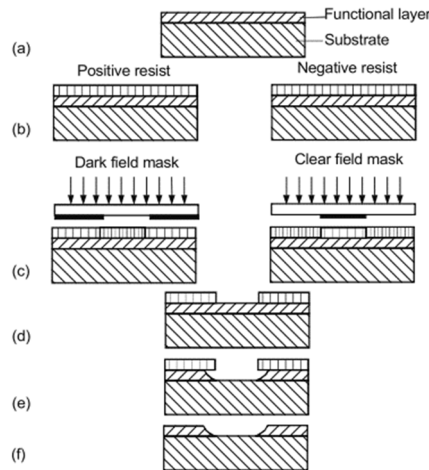 Functional layer
Substrate
(a)
Positive resist
Negative resist
(b)
Dark field mask
Clear field mask
(c)
(d)
(e)
(f)